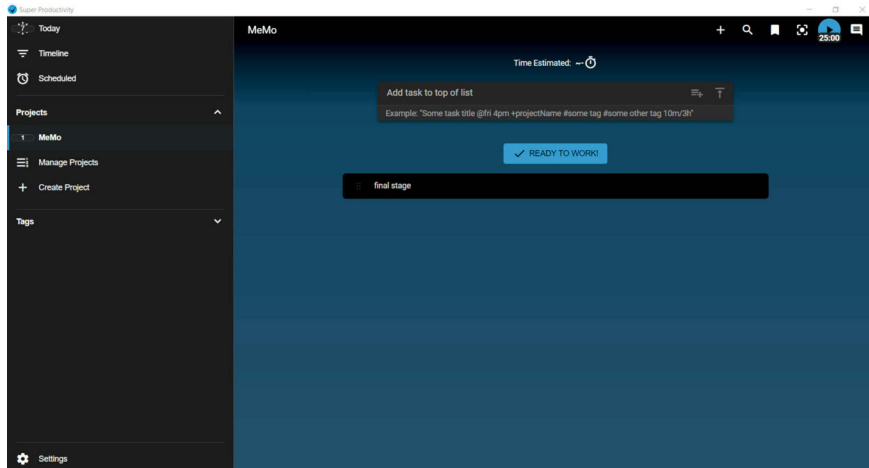 Super Productivity
Today
Timeline
Scheduled
Projects
1 MeMo
Manage Projects
Create Project
Tags
Settings
MeMo
25:00
Time Estimated: ~-
Add task to top of list
Example: "Some task title @fri 4pm +projectName #some tag #some other tag 10m/3h"
READY TO WORK!
final stage